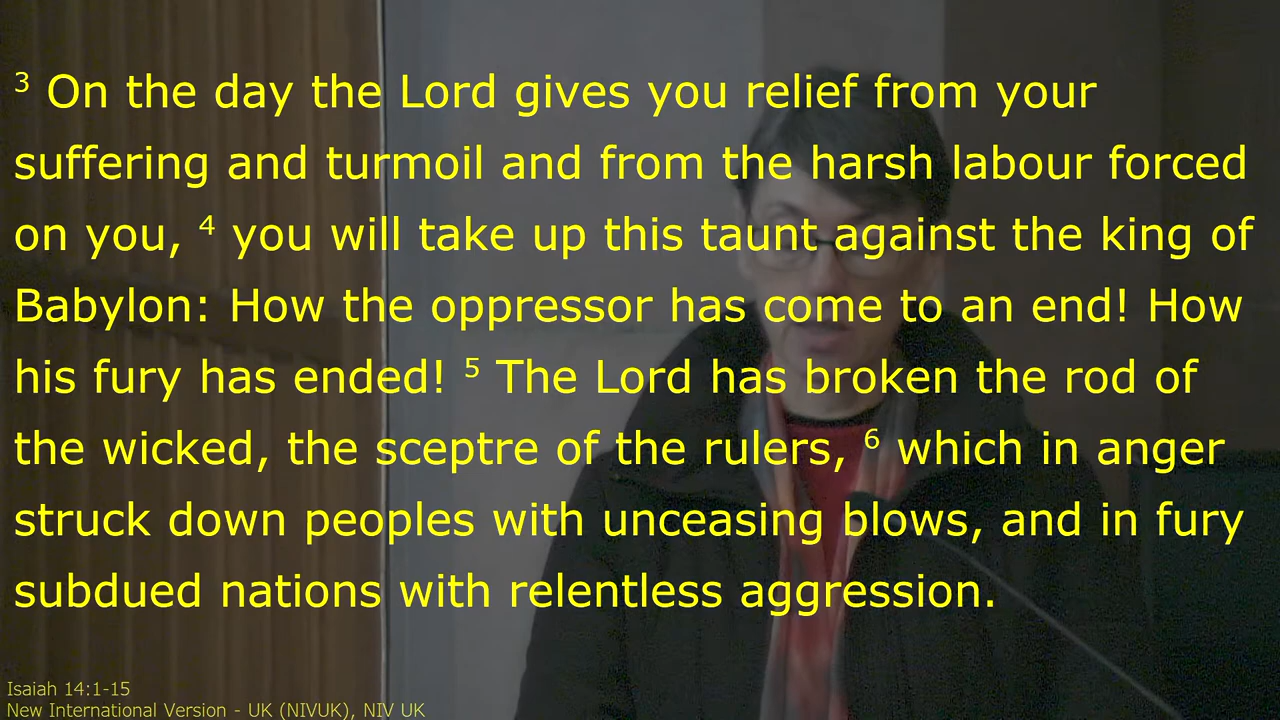 3 On the day the Lord gives you relief from your
suffering and turmoil and from the harsh labour forced
on you, 4 you will take up this taunt against the king of
Babylon: How the oppressor has come to an end! How
his fury has ended! 5 The Lord has broken the rod of
the wicked, the sceptre of the rulers, 6 which in anger
struck down peoples with unceasing blows, and in fury
subdued nations with relentless aggression.
Isaiah 14:1-15
New International Version - UK (NIVUK), NIV UK